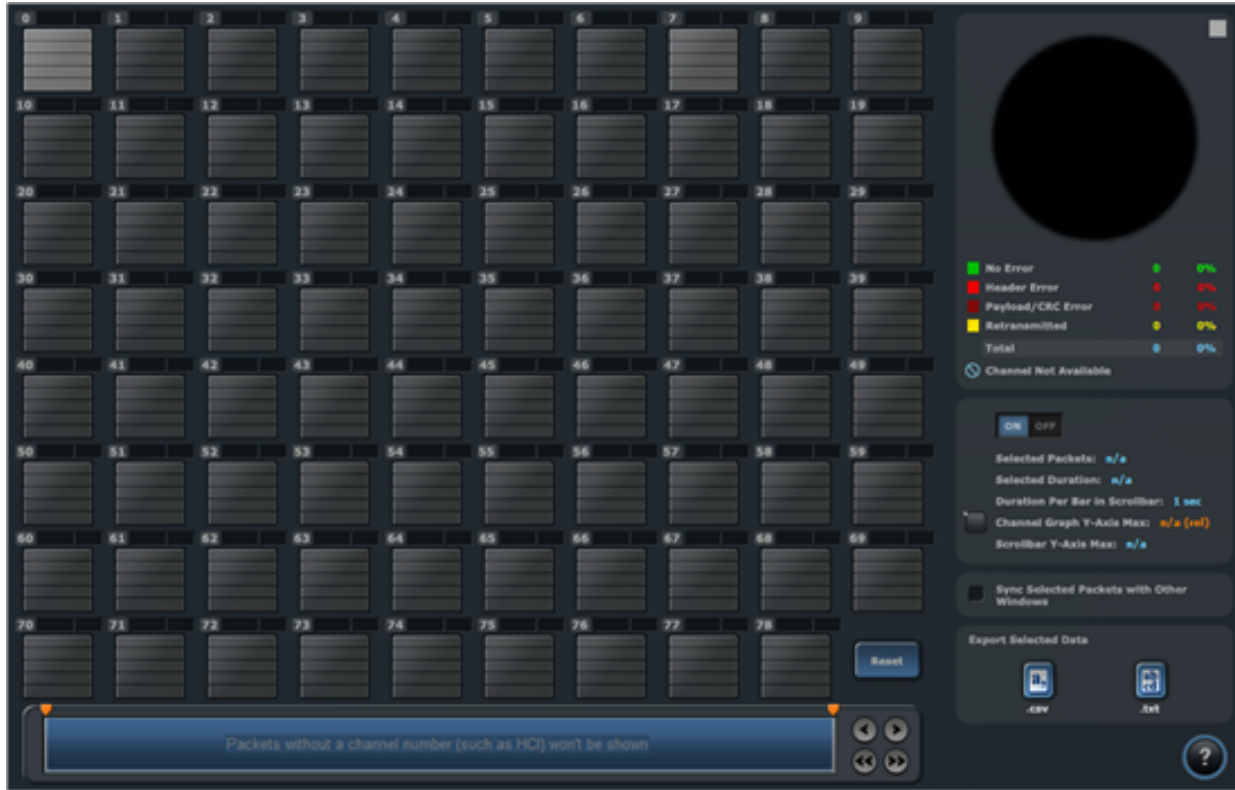 0 1 2 3 4 5 6 7 8 9
10 11 12 13 14 15 16 17 18 19
20 21 22 23 24 25 26 27 28 29
30 31 32 33 34 35 36 37 38 39
40 41 42 43 44 45 46 47 48 49
50 51 52 53 54 55 56 57 58 59
60 61 62 63 64 65 66 67 68 69
70 71 72 73 74 75 76 77 78
Reset
Packets without a channel number (such as HCI) won't be shown
No Error 0 0%
Header Error 0 0%
Payload/CRC Error 0 0%
Retransmitted 0 0%
Total 0 0%
Channel Not Available
ON OFF
Selected Packets: n/a
Selected Duration: n/a
Duration Per Bar in Scrollbar: 1 sec
Channel Graph Y-Axis Max: n/a (rel)
Scrollbar Y-Axis Max: n/a
Sync Selected Packets with Other
Windows
Export Selected Data
.csv .txt
?